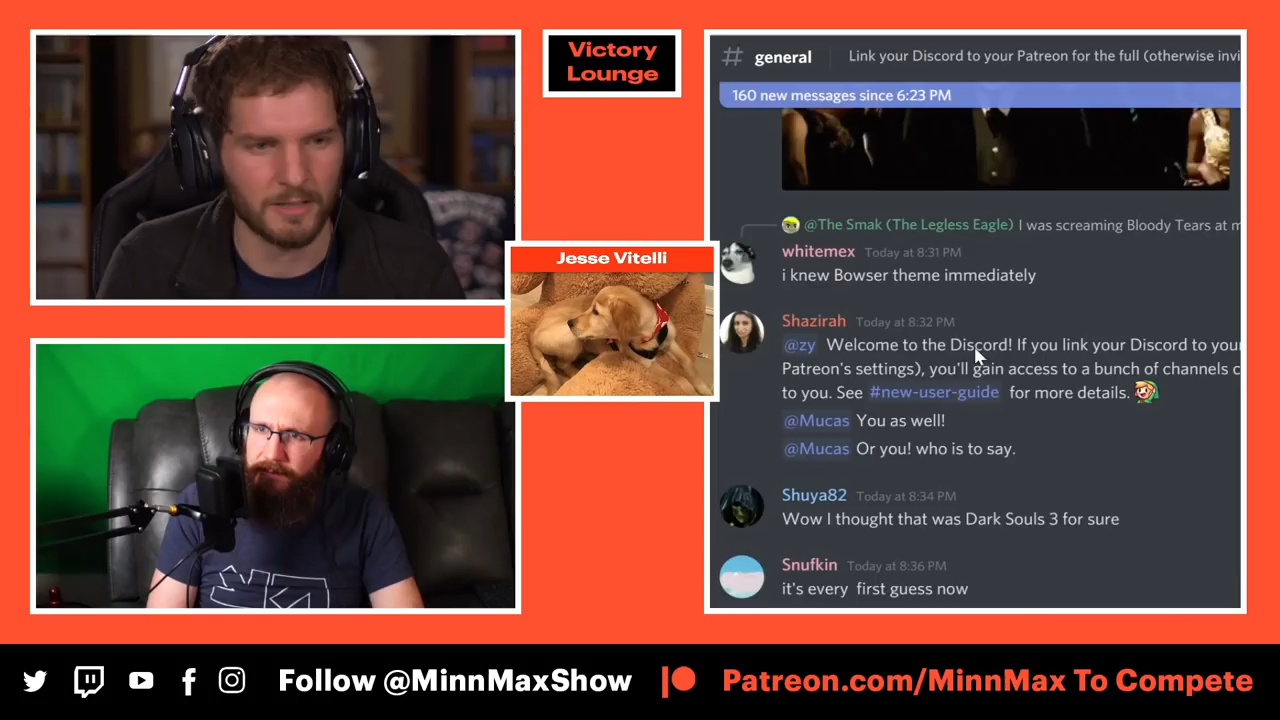 Victory
Lounge
Jesse Vitelli
# general
Link your Discord to your Patreon for the full (otherwise invi
160 new messages since 6:23 PM
@The Smak (The Legless Eagle) I was screaming Bloody Tears at m
whitemex Today at 8:31 PM
i knew Bowser theme immediately
Shazirah Today at 8:32 PM
@zy Welcome to the Discord! If you link your Discord to your
Patreon's settings), you'll gain access to a bunch of channels c
to you. See #new-user-guide for more details.
@Mucas You as well!
@Mucas Or you! who is to say.
Shuya82 Today at 8:34 PM
Wow I thought that was Dark Souls 3 for sure
Snufkin Today at 8:36 PM
it's every first guess now
Follow @MinnMaxShow
Patreon.com/MinnMax To Compete